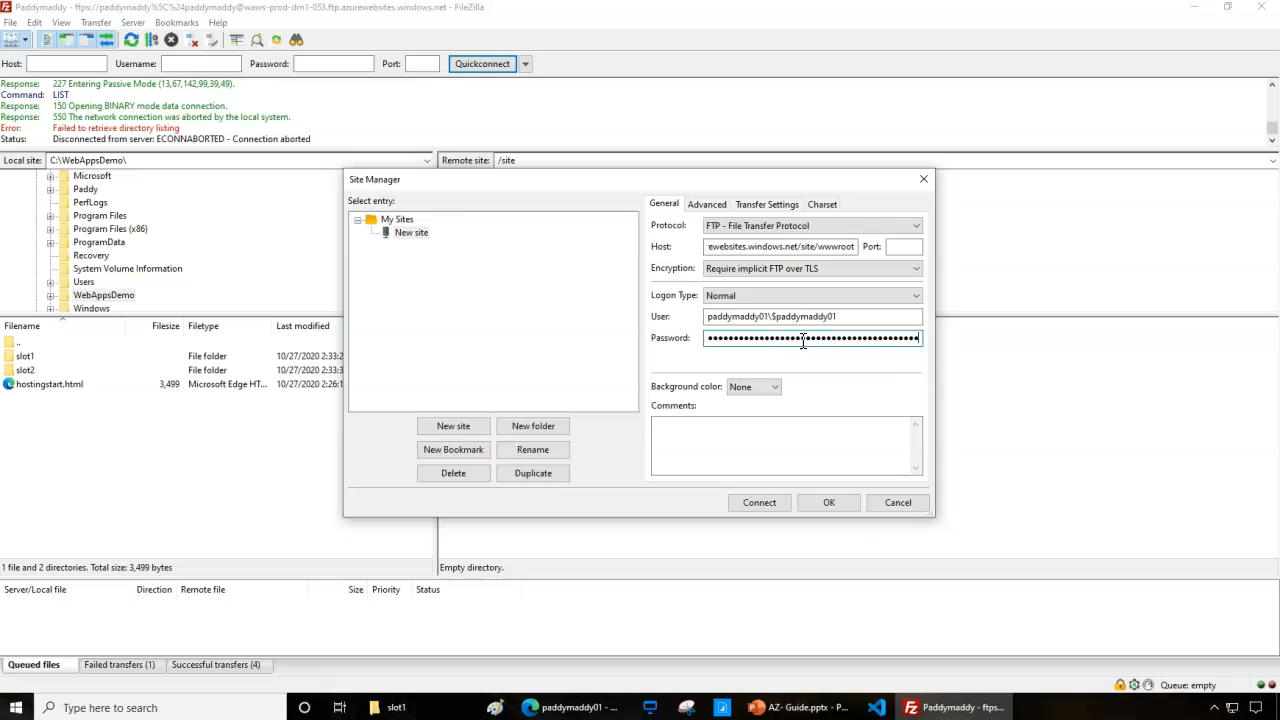 Paddymaddy - ftps://paddymaddy%5C%24paddymaddy@waws-prod-drn1-053.ftp.azurewebsites.windows.net - FileZilla
File Edit View Transfer Server Bookmarks Help
Host: Username: Password: Port: Quickconnect
Response: 227 Entering Passive Mode (13,67,142,99,39,49).
Command: LIST
Response: 150 Opening BINARY mode data connection.
Response: 550 The network connection was aborted by the local system.
Error: Failed to retrieve directory listing
Status: Disconnected from server: ECONNABORTED - Connection aborted
Local site: C:\WebAppsDemo\
Remote site: /site
Microsoft
Paddy
PerfLogs
Program Files
Program Files (x86)
ProgramData
Recovery
System Volume Information
Users
WebAppsDemo
Windows
Filename Filesize Filetype Last modified
..
slot1 File folder 10/27/2020 2:33:2
slot2 File folder 10/27/2020 2:33:3
hostingstart.html 3,499 Microsoft Edge HT... 10/27/2020 2:26:1
1 file and 2 directories. Total size: 3,499 bytes
Empty directory.
Site Manager
Select entry:
My Sites
New site
New site New folder
New Bookmark Rename
Delete Duplicate
General Advanced Transfer Settings Charset
Protocol: FTP - File Transfer Protocol
Host: ewebsites.windows.net/site/wwwroot Port:
Encryption: Require implicit FTP over TLS
Logon Type: Normal
User: paddymaddy01\$paddymaddy01
Password:
Background color: None
Comments:
Connect OK Cancel
Server/Local file Direction Remote file Size Priority Status
Queued files Failed transfers (1) Successful transfers (4)
Queue: empty
Type here to search
slot1
paddymaddy01 - ...
AZ- Guide.pptx - P...
Paddymaddy - ftps...